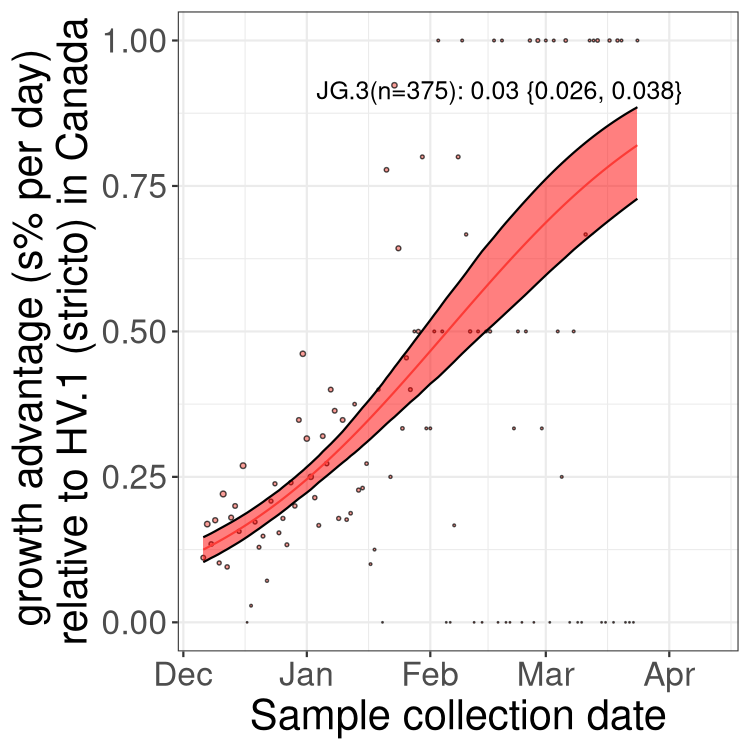 growth advantage (s% per day)
relative to HV.1 (stricto) in Canada
1.00
0.75
0.50
0.25
0.00
JG.3(n=375): 0.03 {0.026, 0.038}
Dec Jan Feb Mar Apr
Sample collection date